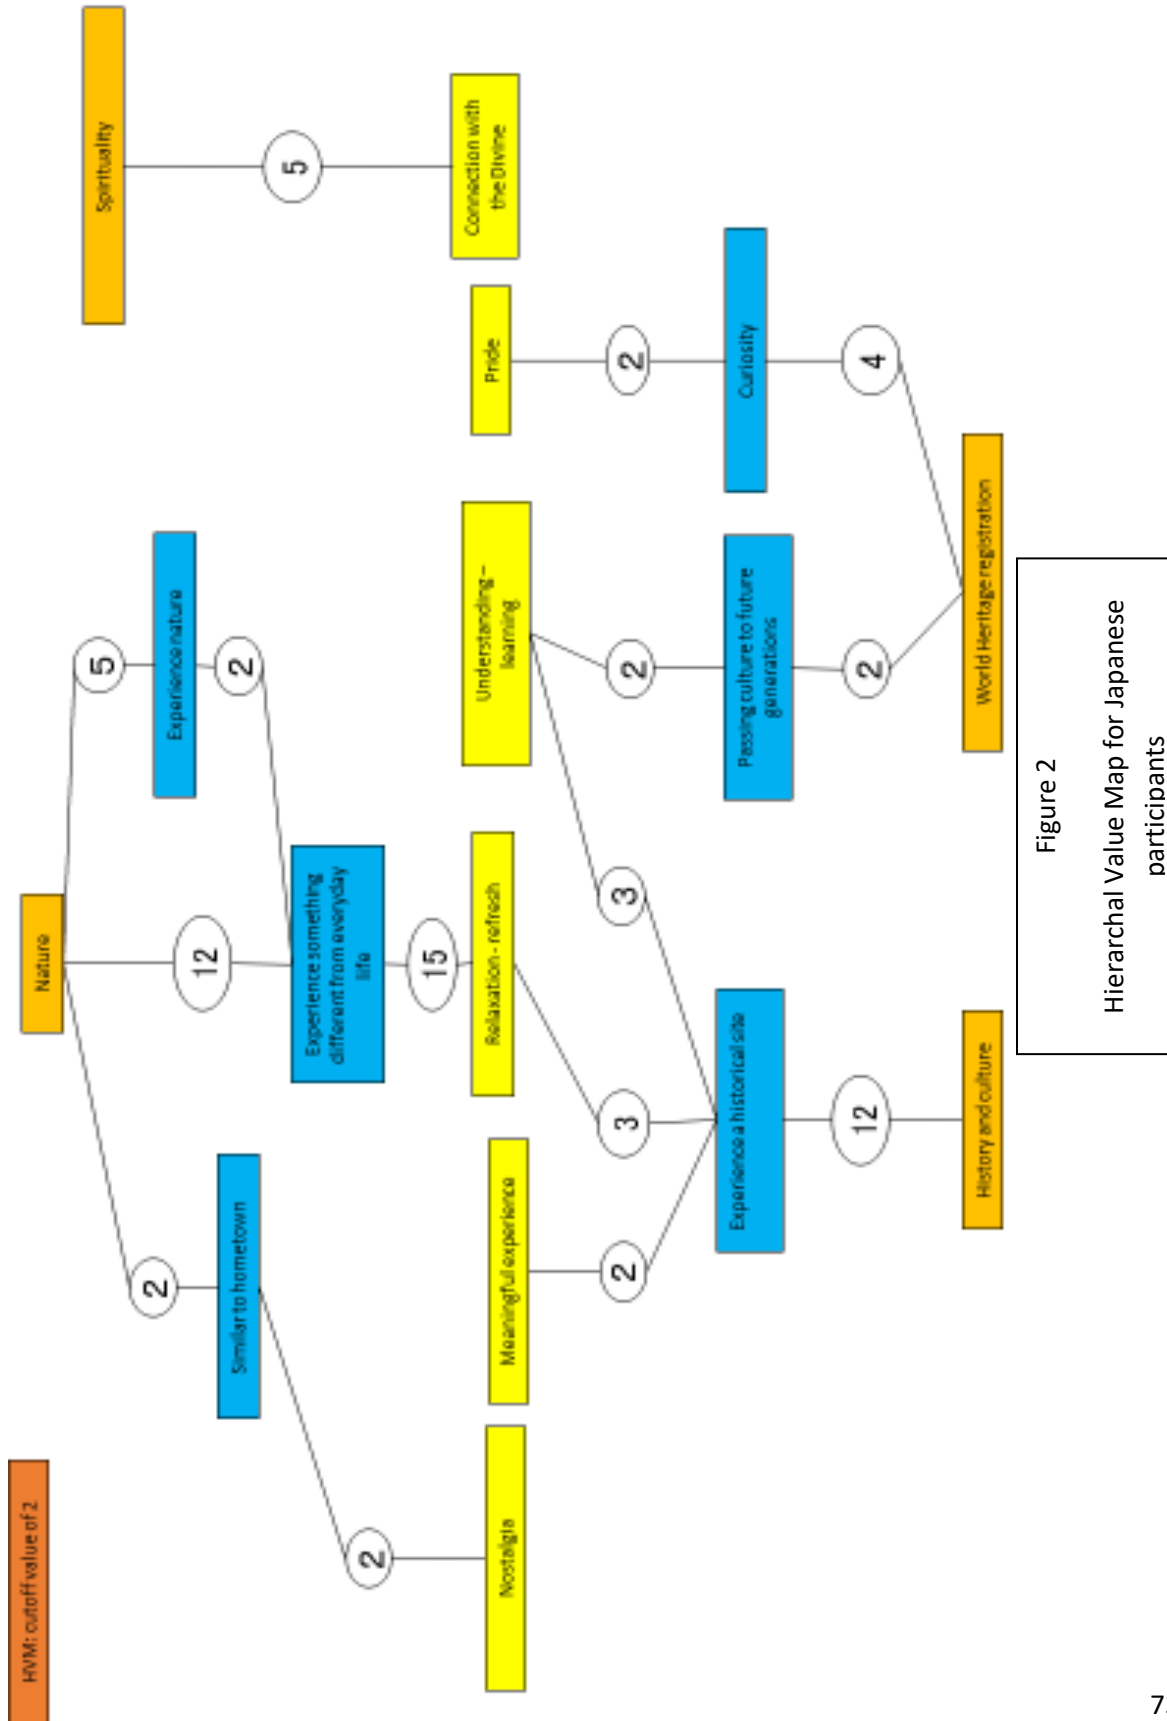 HVM: cutoff value of 2
Nature
Spirituality
5
2
Experience nature
12
2
Similar to hometown
5
Experience something
different from everyday
life
2
15
Nostalgia
Meaningful experience
Relaxation - refresh
Understanding –
learning
Pride
Connection with
the Divine
2
3
3
2
2
Experience a historical site
Passing culture to future
generations
Curiosity
12
2
4
History and culture
World Heritage registration
Figure 2
Hierarchal Value Map for Japanese
participants